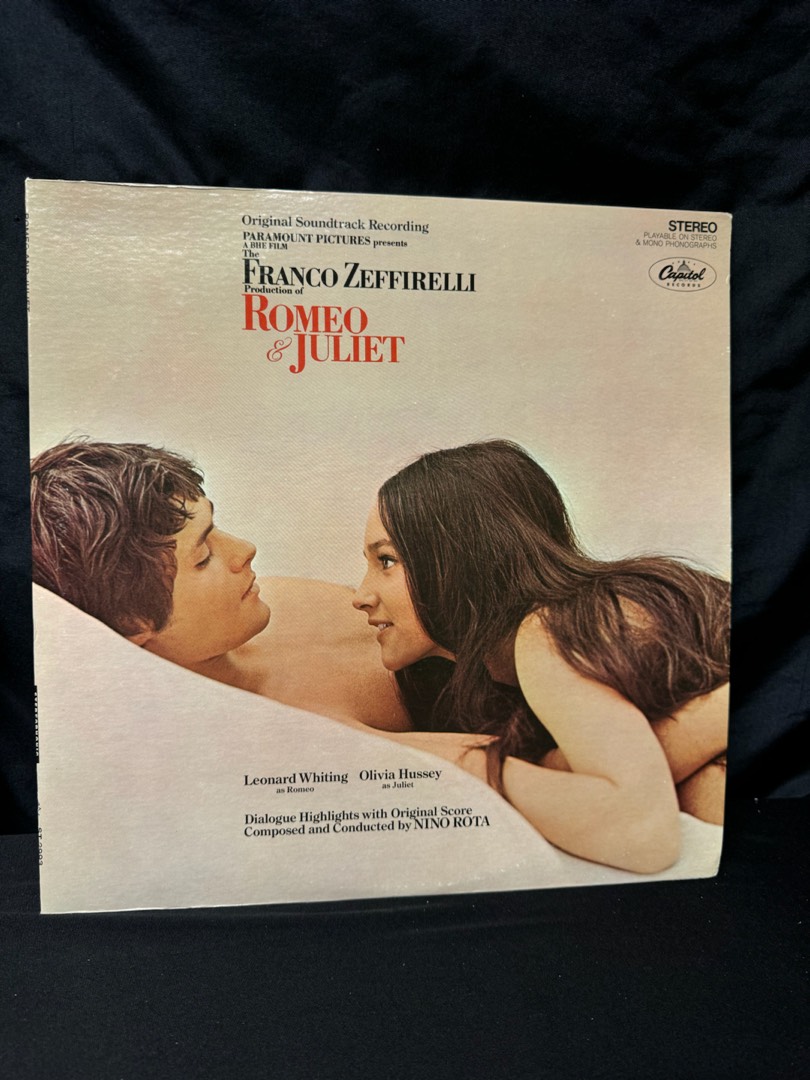 Original Soundtrack Recording
PARAMOUNT PICTURES presents
A BHE FILM
The
FRANCO ZEFFIRELLI
Production of
ROMEO
& JULIET
STEREO
PLAYABLE ON STEREO
& MONO PHONOGRAPHS
Capitol
RECORDS
Leonard Whiting Olivia Hussey
as Romeo as Juliet
Dialogue Highlights with Original Score
Composed and Conducted by NINO ROTA